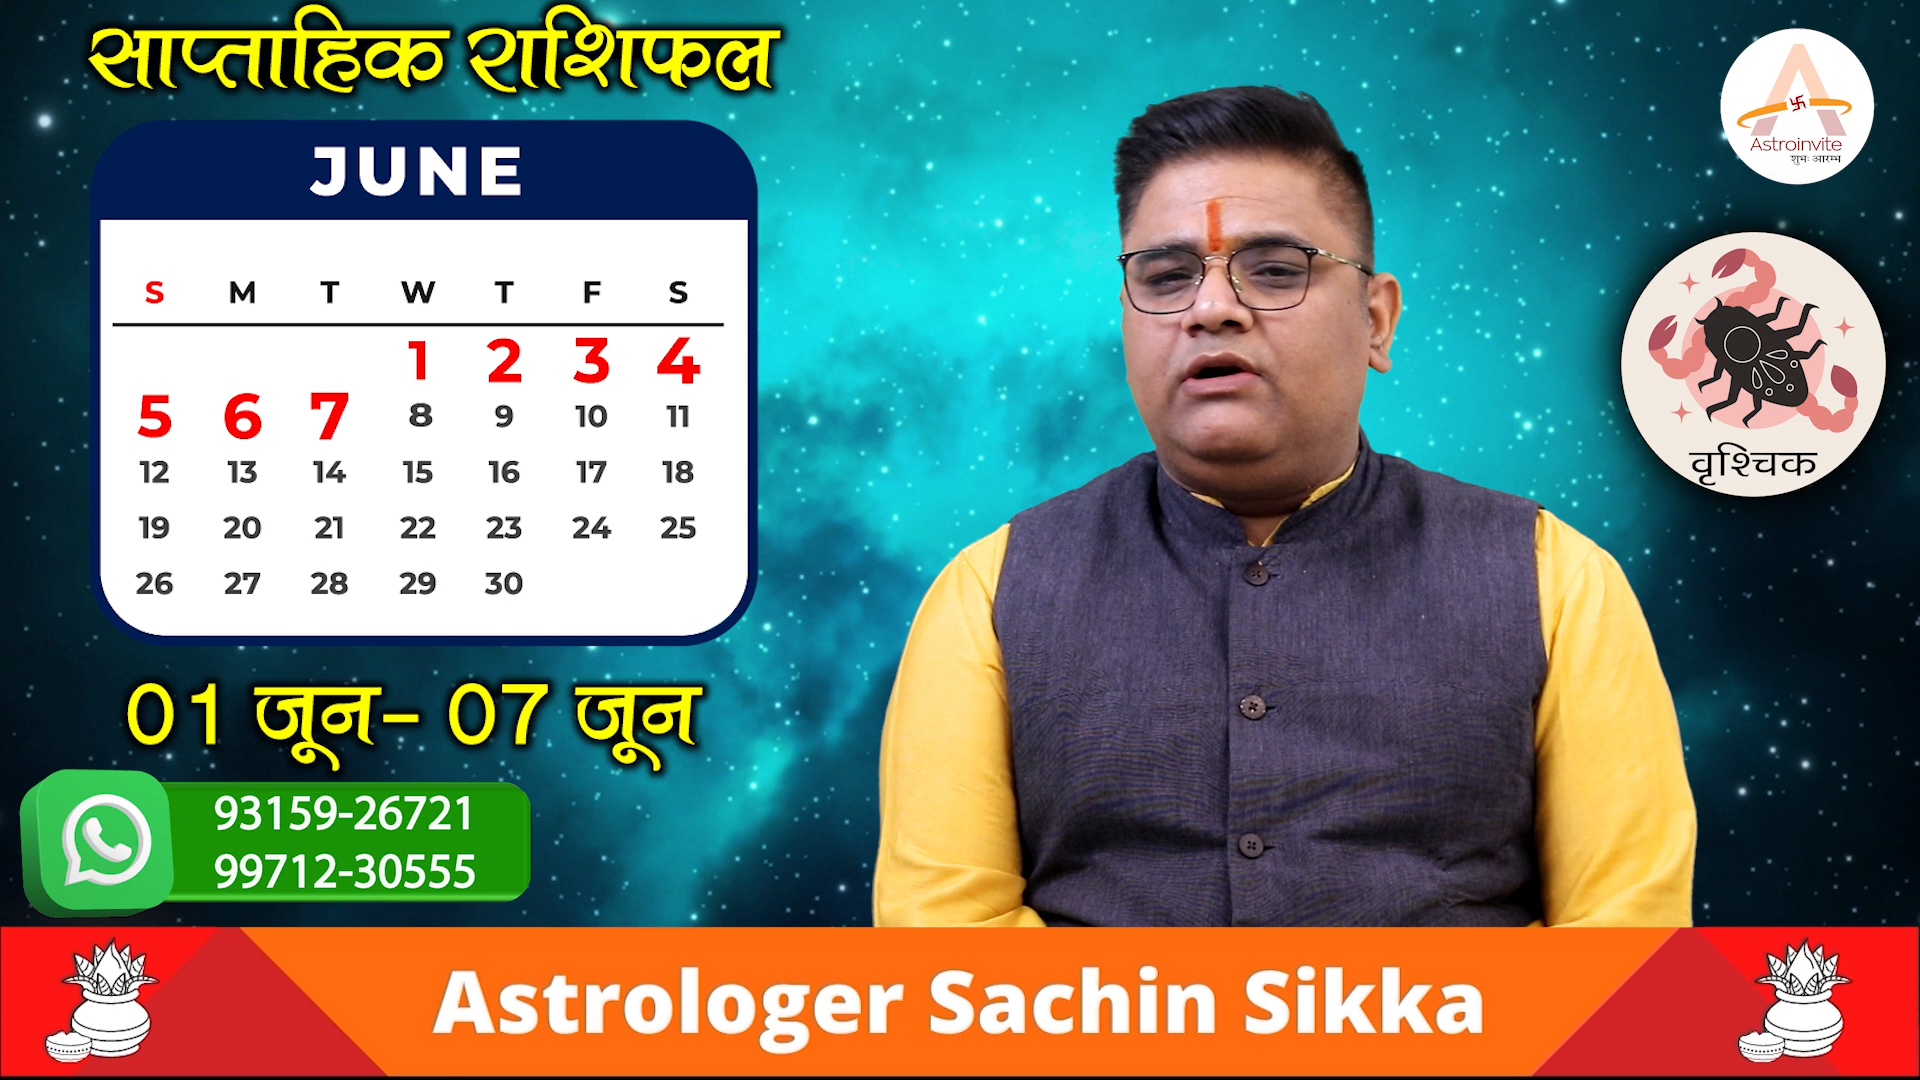 साप्ताहिक राशिफल
JUNE
S M T W T F S
1 2 3 4
5 6 7 8 9 10 11
12 13 14 15 16 17 18
19 20 21 22 23 24 25
26 27 28 29 30
01 जून- 07 जून
93159-26721
99712-30555
Astroinvite
शुभः आरम्भ
वृश्चिक
Astrologer Sachin Sikka